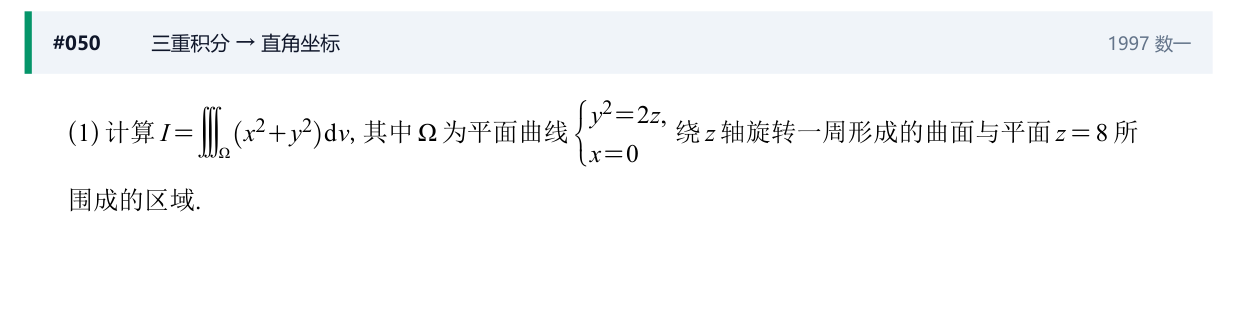 #050 三重积分 → 直角坐标 1997 数一
(1) 计算 I=∭_Ω (x²+y²)dv, 其中 Ω 为平面曲线 {y²=2z, x=0 绕 z 轴旋转一周形成的曲面与平面 z=8 所
围成的区域.